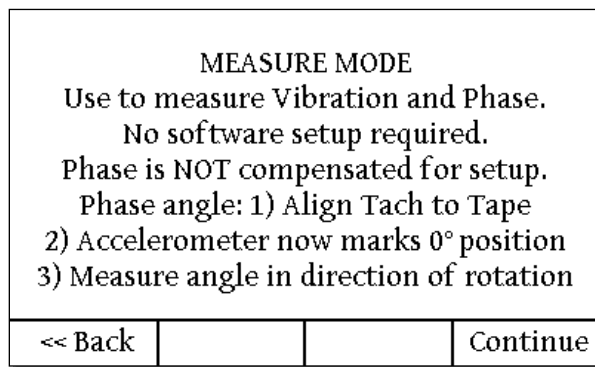 MEASURE MODE
Use to measure Vibration and Phase.
No software setup required.
Phase is NOT compensated for setup.
Phase angle: 1) Align Tach to Tape
2) Accelerometer now marks 0° position
3) Measure angle in direction of rotation
<< Back
Continue